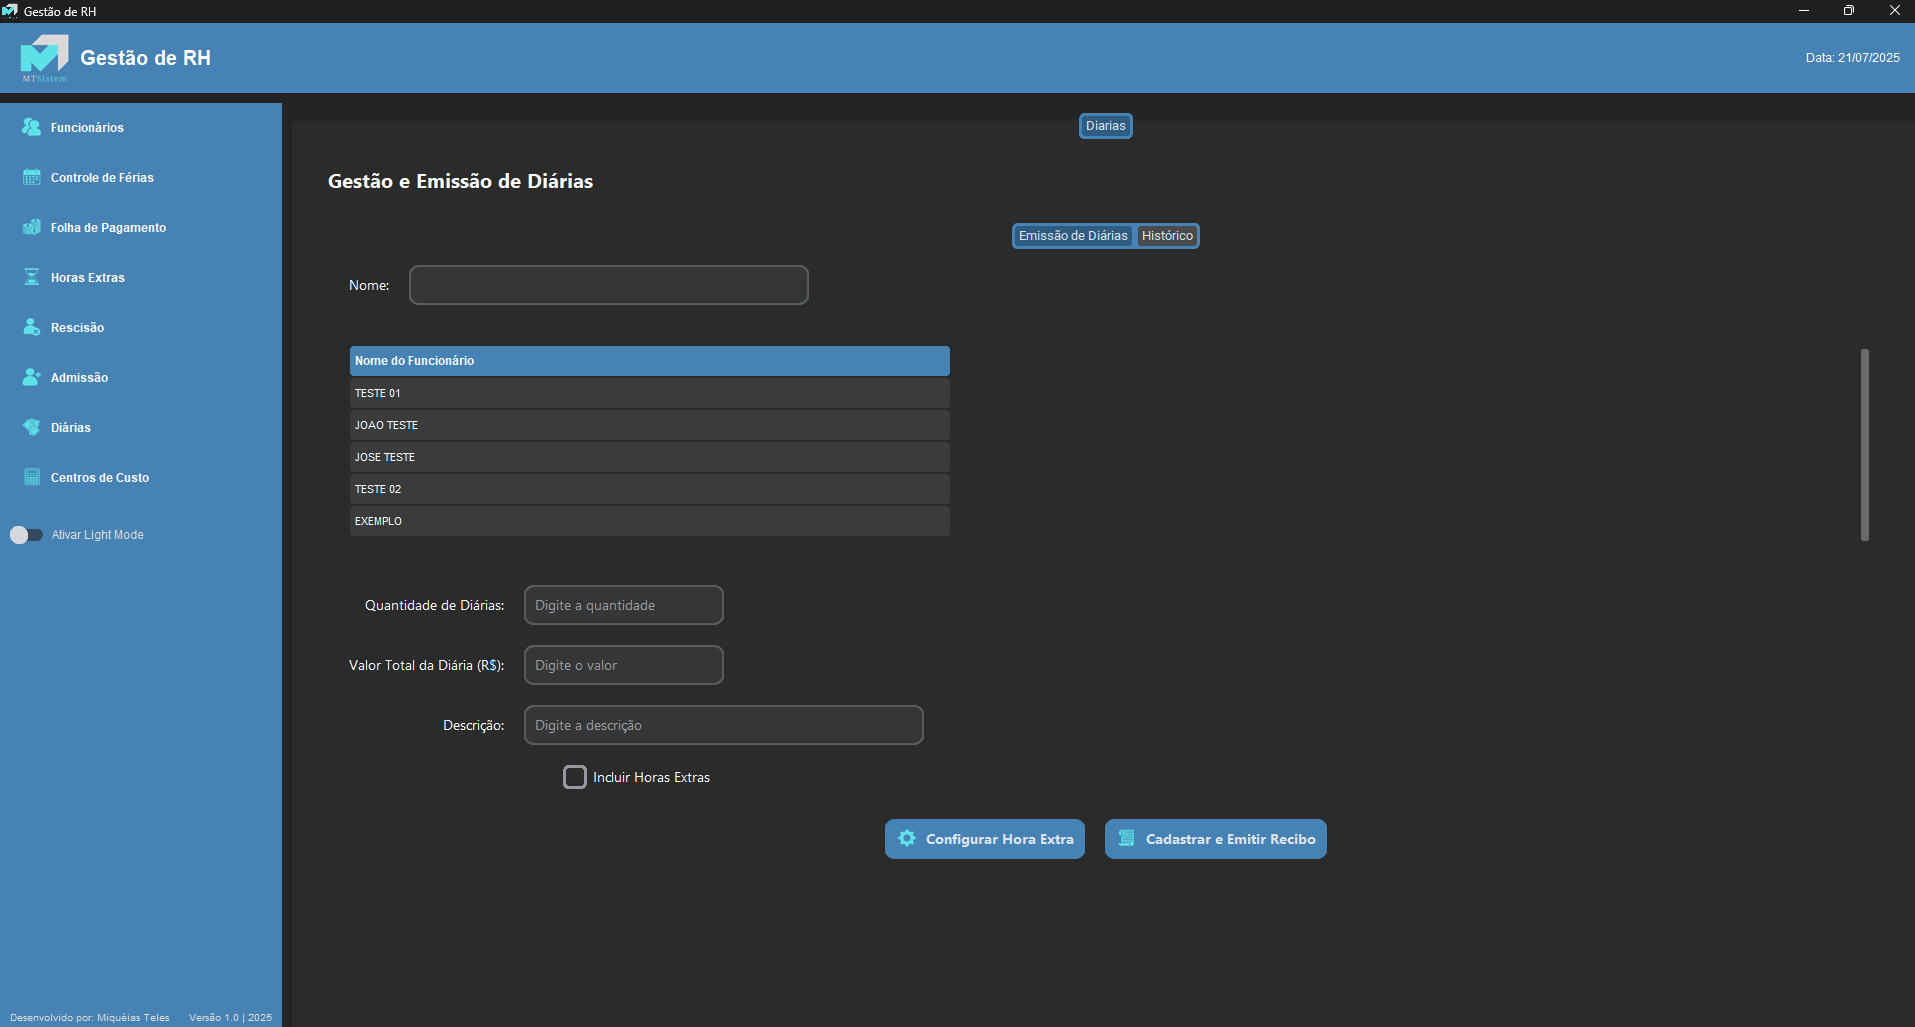 Gestão de RH
MTSistem
Gestão de RH
Data: 21/07/2025
Funcionários
Controle de Férias
Folha de Pagamento
Horas Extras
Rescisão
Admissão
Diárias
Centros de Custo
Ativar Light Mode
Desenvolvido por: Miquéias Teles Versão 1.0 | 2025
Diarias
Gestão e Emissão de Diárias
Emissão de Diárias Histórico
Nome:
Nome do Funcionário
TESTE 01
JOAO TESTE
JOSE TESTE
TESTE 02
EXEMPLO
Quantidade de Diárias: Digite a quantidade
Valor Total da Diária (R$): Digite o valor
Descrição: Digite a descrição
Incluir Horas Extras
Configurar Hora Extra Cadastrar e Emitir Recibo